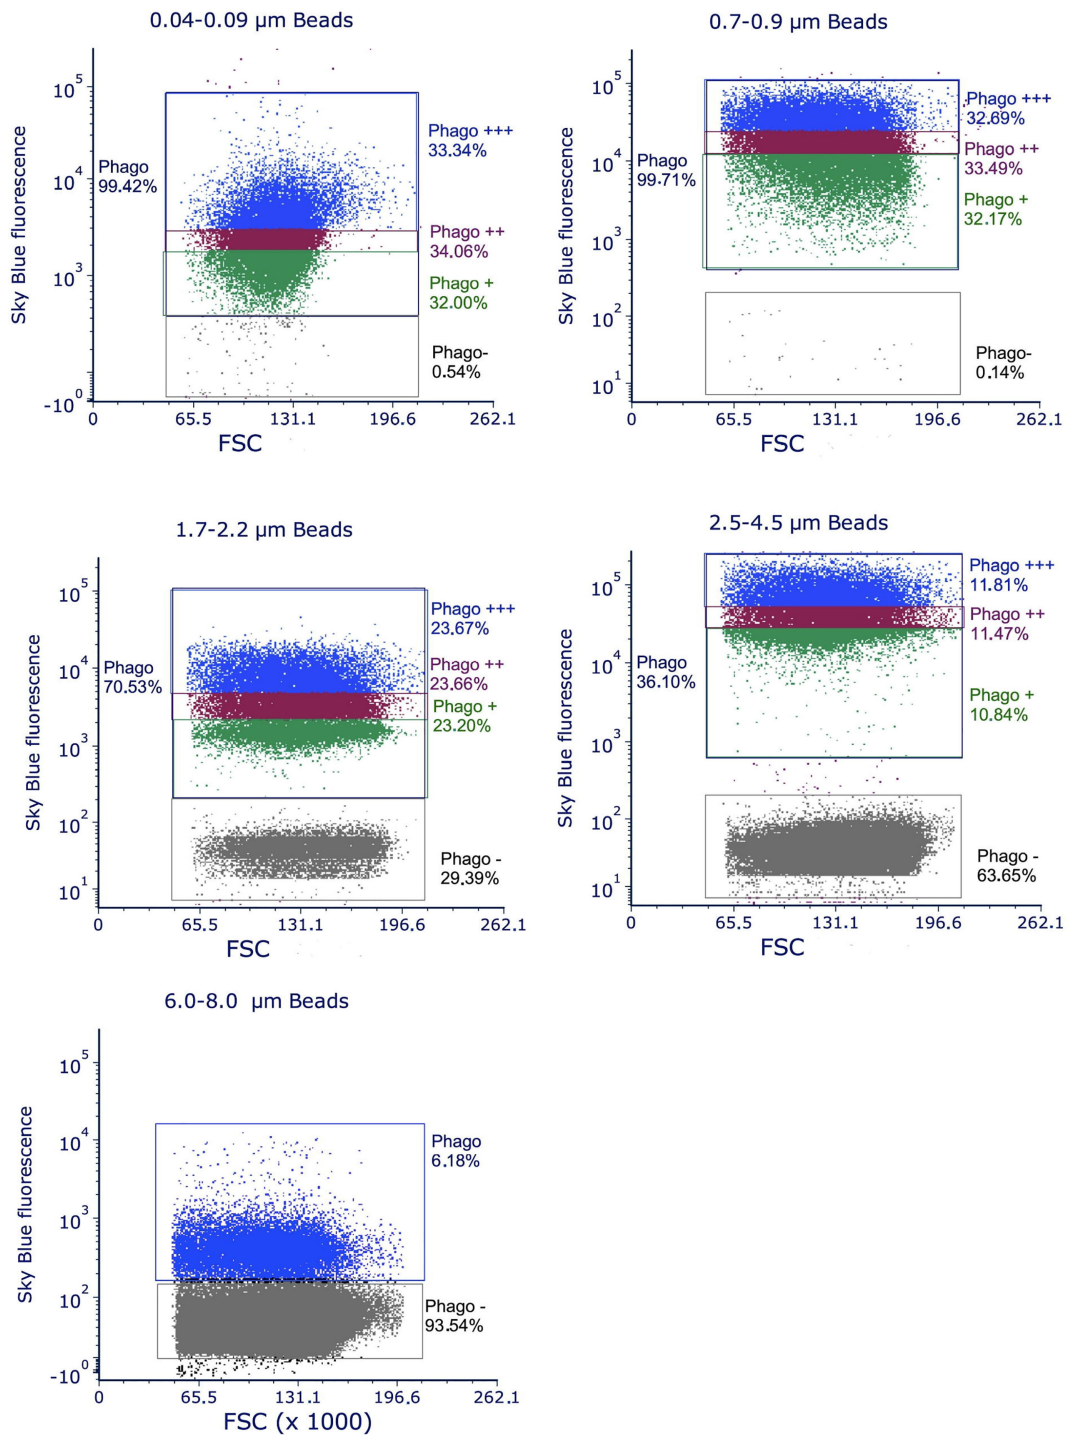 0.04-0.09 µm Beads
Sky Blue fluorescence
10^5
10^4
10^3
-10^0
0
65.5
131.1
196.6
262.1
FSC
Phago
99.42%
Phago +++
33.34%
Phago ++
34.06%
Phago +
32.00%
Phago-
0.54%
0.7-0.9 µm Beads
Sky Blue fluorescence
10^5
10^4
10^3
10^2
10^1
0
65.5
131.1
196.6
262.1
FSC
Phago
99.71%
Phago +++
32.69%
Phago ++
33.49%
Phago +
32.17%
Phago-
0.14%
1.7-2.2 µm Beads
Sky Blue fluorescence
10^5
10^4
10^3
10^2
10^1
0
65.5
131.1
196.6
262.1
FSC
Phago
70.53%
Phago +++
23.67%
Phago ++
23.66%
Phago +
23.20%
Phago -
29.39%
2.5-4.5 µm Beads
Sky Blue fluorescence
10^5
10^4
10^3
10^2
10^1
0
65.5
131.1
196.6
262.1
FSC
Phago
36.10%
Phago +++
11.81%
Phago ++
11.47%
Phago +
10.84%
Phago -
63.65%
6.0-8.0 µm Beads
Sky Blue fluorescence
10^5
10^4
10^3
10^2
-10^0
0
65.5
131.1
196.6
262.1
FSC (x 1000)
Phago
6.18%
Phago -
93.54%